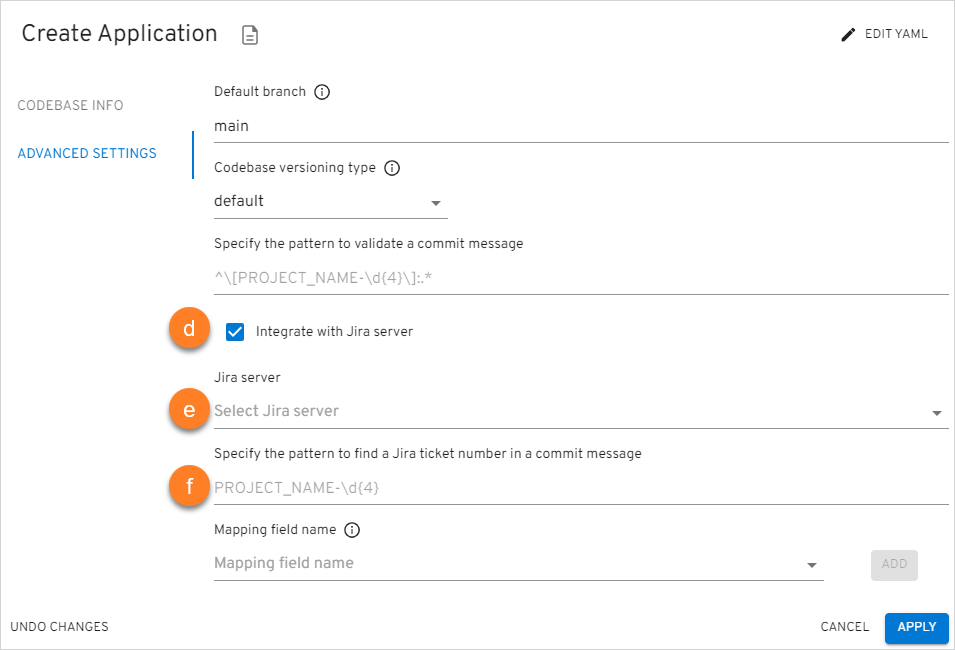 Create Application
EDIT YAML
CODEBASE INFO
ADVANCED SETTINGS
Default branch
main
Codebase versioning type
default
Specify the pattern to validate a commit message
^\[PROJECT_NAME-\d{4}\]:.*
d
Integrate with Jira server
Jira server
e
Select Jira server
Specify the pattern to find a Jira ticket number in a commit message
f
PROJECT_NAME-\d{4}
Mapping field name
Mapping field name
ADD
UNDO CHANGES
CANCEL
APPLY